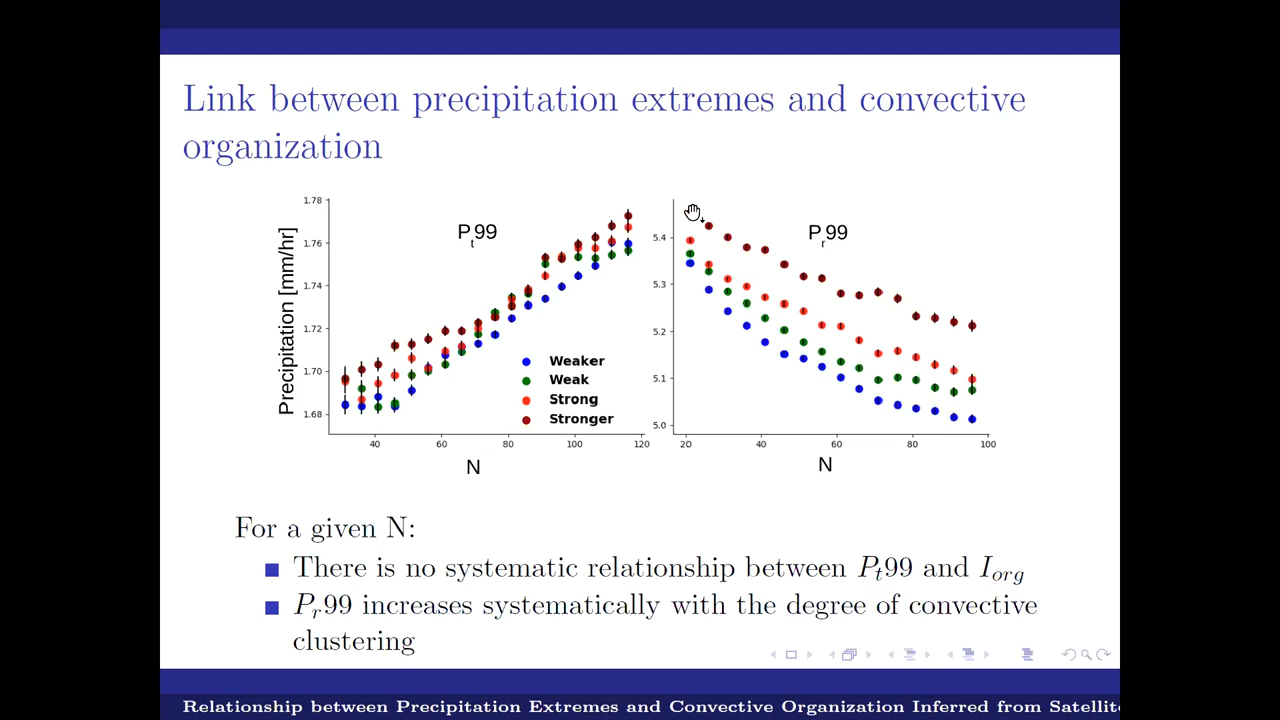 Link between precipitation extremes and convective
organization
Precipitation [mm/hr]
1.78
1.76
1.74
1.72
1.70
1.68
Pt99
Weaker
Weak
Strong
Stronger
40 60 80 100 120
N
5.4
5.3
5.2
5.1
5.0
Pr99
20 40 60 80 100
N
For a given N:
There is no systematic relationship between Pt99 and Iorg
Pr99 increases systematically with the degree of convective
clustering
Relationship between Precipitation Extremes and Convective Organization Inferred from Satellite